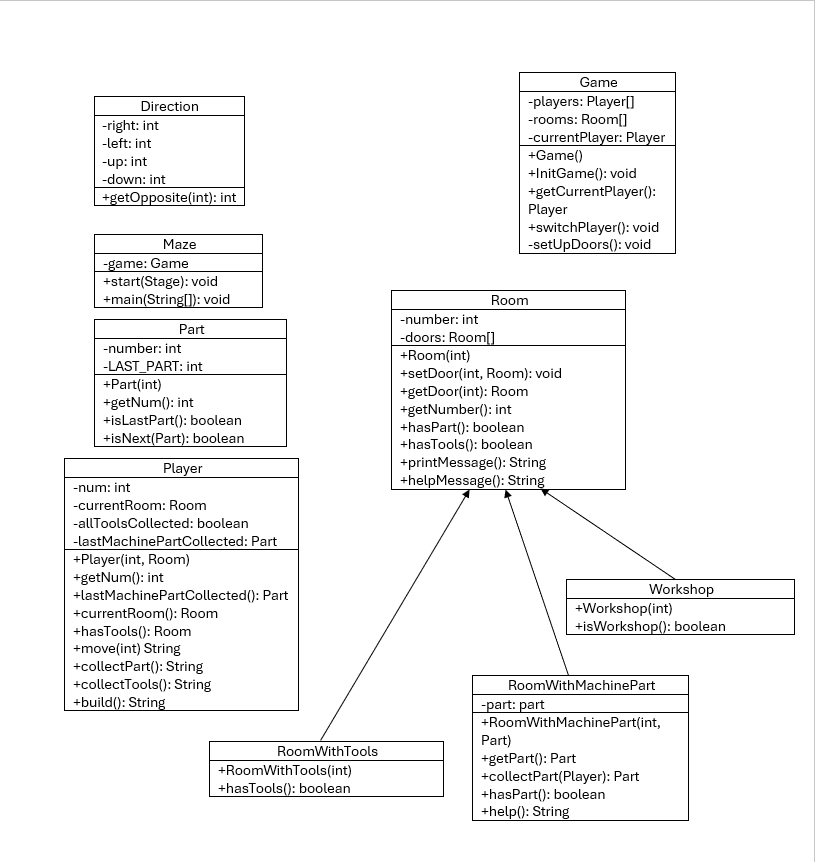 Direction
-right: int
-left: int
-up: int
-down: int
+getOpposite(int): int
Game
-players: Player[]
-rooms: Room[]
-currentPlayer: Player
+Game()
+InitGame(): void
+getCurrentPlayer():
Player
+switchPlayer(): void
-setUpDoors(): void
Maze
-game: Game
+start(Stage): void
+main(String[]): void
Part
-number: int
-LAST_PART: int
+Part(int)
+getNum(): int
+isLastPart(): boolean
+isNext(Part): boolean
Room
-number: int
-doors: Room[]
+Room(int)
+setDoor(int, Room): void
+getDoor(int): Room
+getNumber(): int
+hasPart(): boolean
+hasTools(): boolean
+printMessage(): String
+helpMessage(): String
Player
-num: int
-currentRoom: Room
-allToolsCollected: boolean
-lastMachinePartCollected: Part
+Player(int, Room)
+getNum(): int
+lastMachinePartCollected(): Part
+currentRoom(): Room
+hasTools(): Room
+move(int) String
+collectPart(): String
+collectTools(): String
+build(): String
Workshop
+Workshop(int)
+isWorkshop(): boolean
RoomWithMachinePart
-part: part
+RoomWithMachinePart(int,
Part)
+getPart(): Part
+collectPart(Player): Part
+hasPart(): boolean
+help(): String
RoomWithTools
+RoomWithTools(int)
+hasTools(): boolean